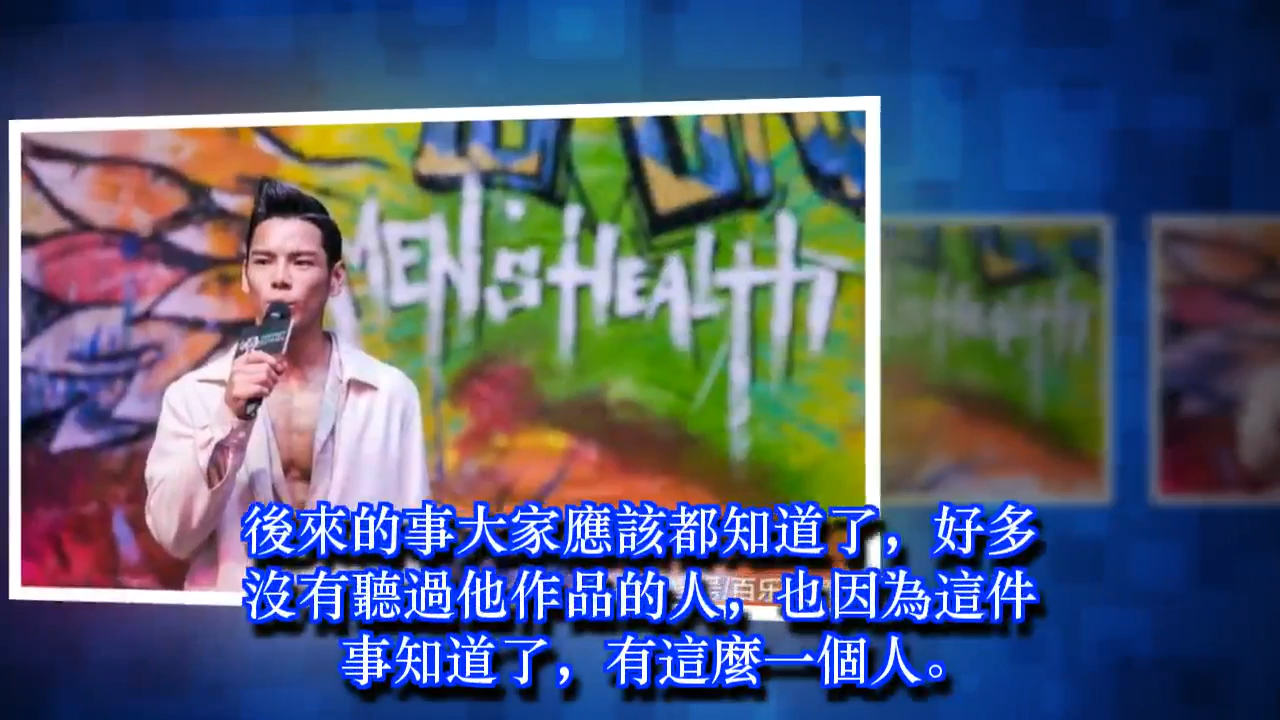 MEN'S HEALTH
後來的事大家應該都知道了，好多
沒有聽過他作品的人，也因為這件
事知道了，有這麼一個人。
百乐